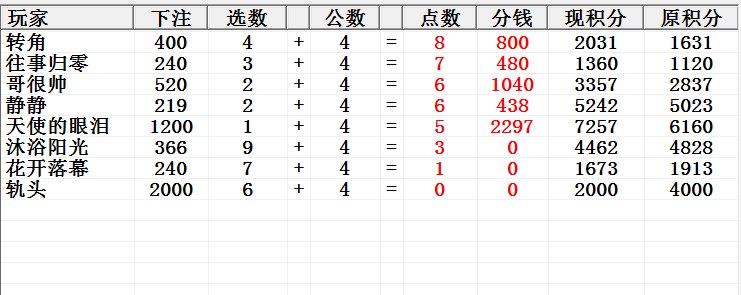 玩家 下注 选数 公数 点数 分钱 现积分 原积分
转角 400 4 + 4 = 8 800 2031 1631
往事归零 240 3 + 4 = 7 480 1360 1120
哥很帅 520 2 + 4 = 6 1040 3357 2837
静静 219 2 + 4 = 6 438 5242 5023
天使的眼泪 1200 1 + 4 = 5 2297 7257 6160
沐浴阳光 366 9 + 4 = 3 0 4462 4828
花开落幕 240 7 + 4 = 1 0 1673 1913
轨头 2000 6 + 4 = 0 0 2000 4000